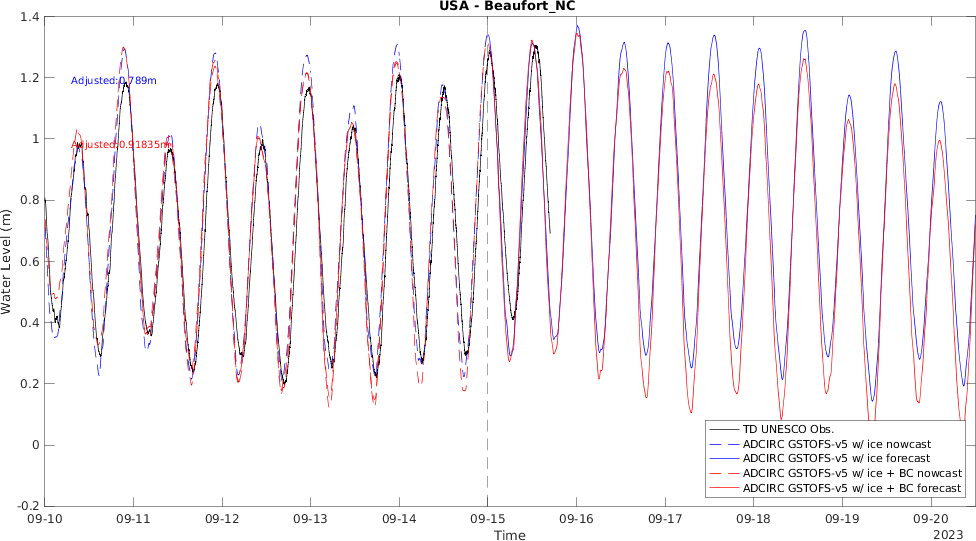 USA - Beaufort_NC
1.4
1.2
1
0.8
0.6
0.4
0.2
0
-0.2
Water Level (m)
Adjusted:0.789m
Adjusted:0.91835m
TD UNESCO Obs.
ADCIRC GSTOFS-v5 w/ ice nowcast
ADCIRC GSTOFS-v5 w/ ice forecast
ADCIRC GSTOFS-v5 w/ ice + BC nowcast
ADCIRC GSTOFS-v5 w/ ice + BC forecast
09-10 09-11 09-12 09-13 09-14 09-15 09-16 09-17 09-18 09-19 09-20
Time
2023